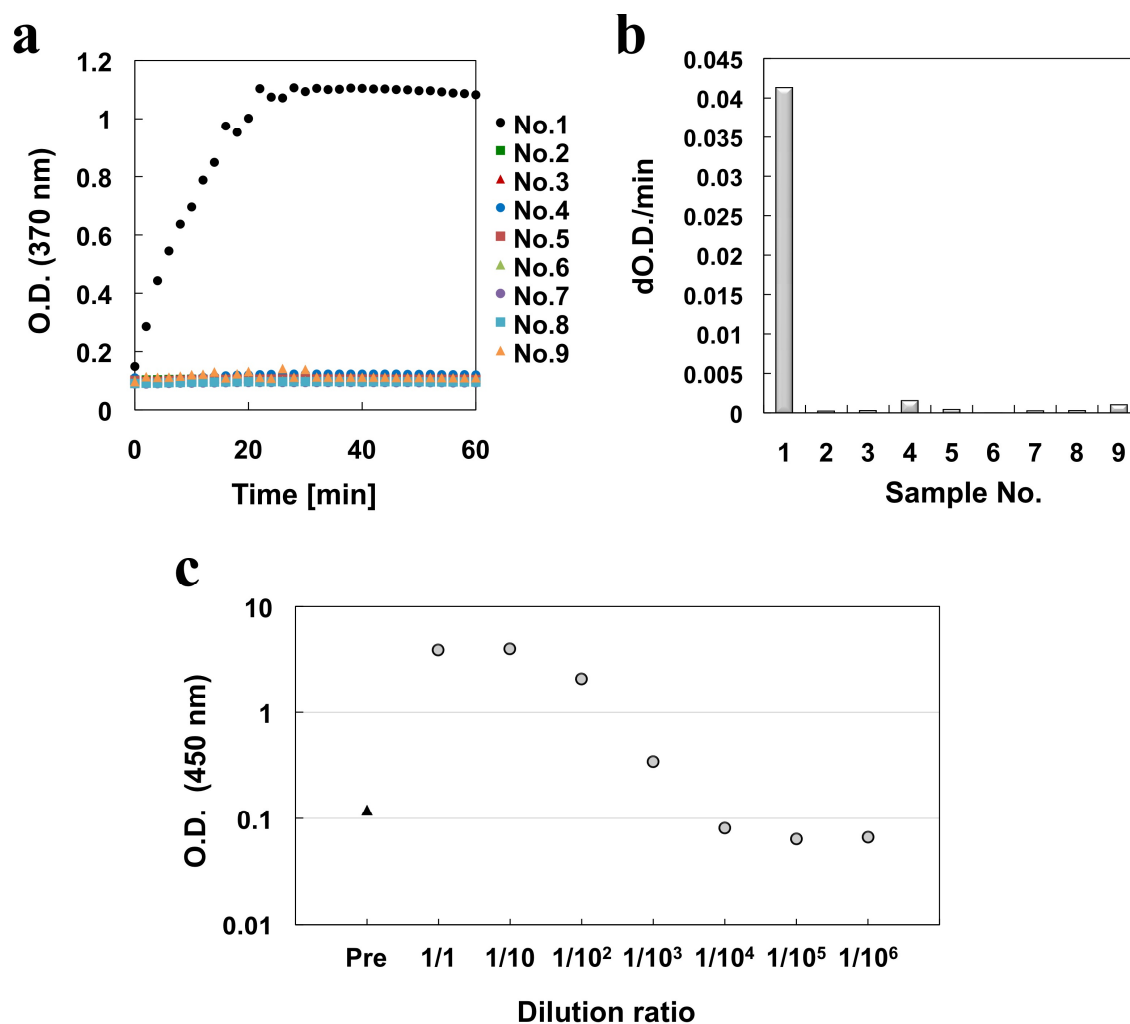 a
O.D. (370 nm)
1.2
1
0.8
0.6
0.4
0.2
0
0
20
40
60
Time [min]
No.1
No.2
No.3
No.4
No.5
No.6
No.7
No.8
No.9
b
dO.D./min
0.045
0.04
0.035
0.03
0.025
0.02
0.015
0.01
0.005
0
1 2 3 4 5 6 7 8 9
Sample No.
c
O.D. (450 nm)
10
1
0.1
0.01
Pre 1/1 1/10 1/10² 1/10³ 1/10⁴ 1/10⁵ 1/10⁶
Dilution ratio